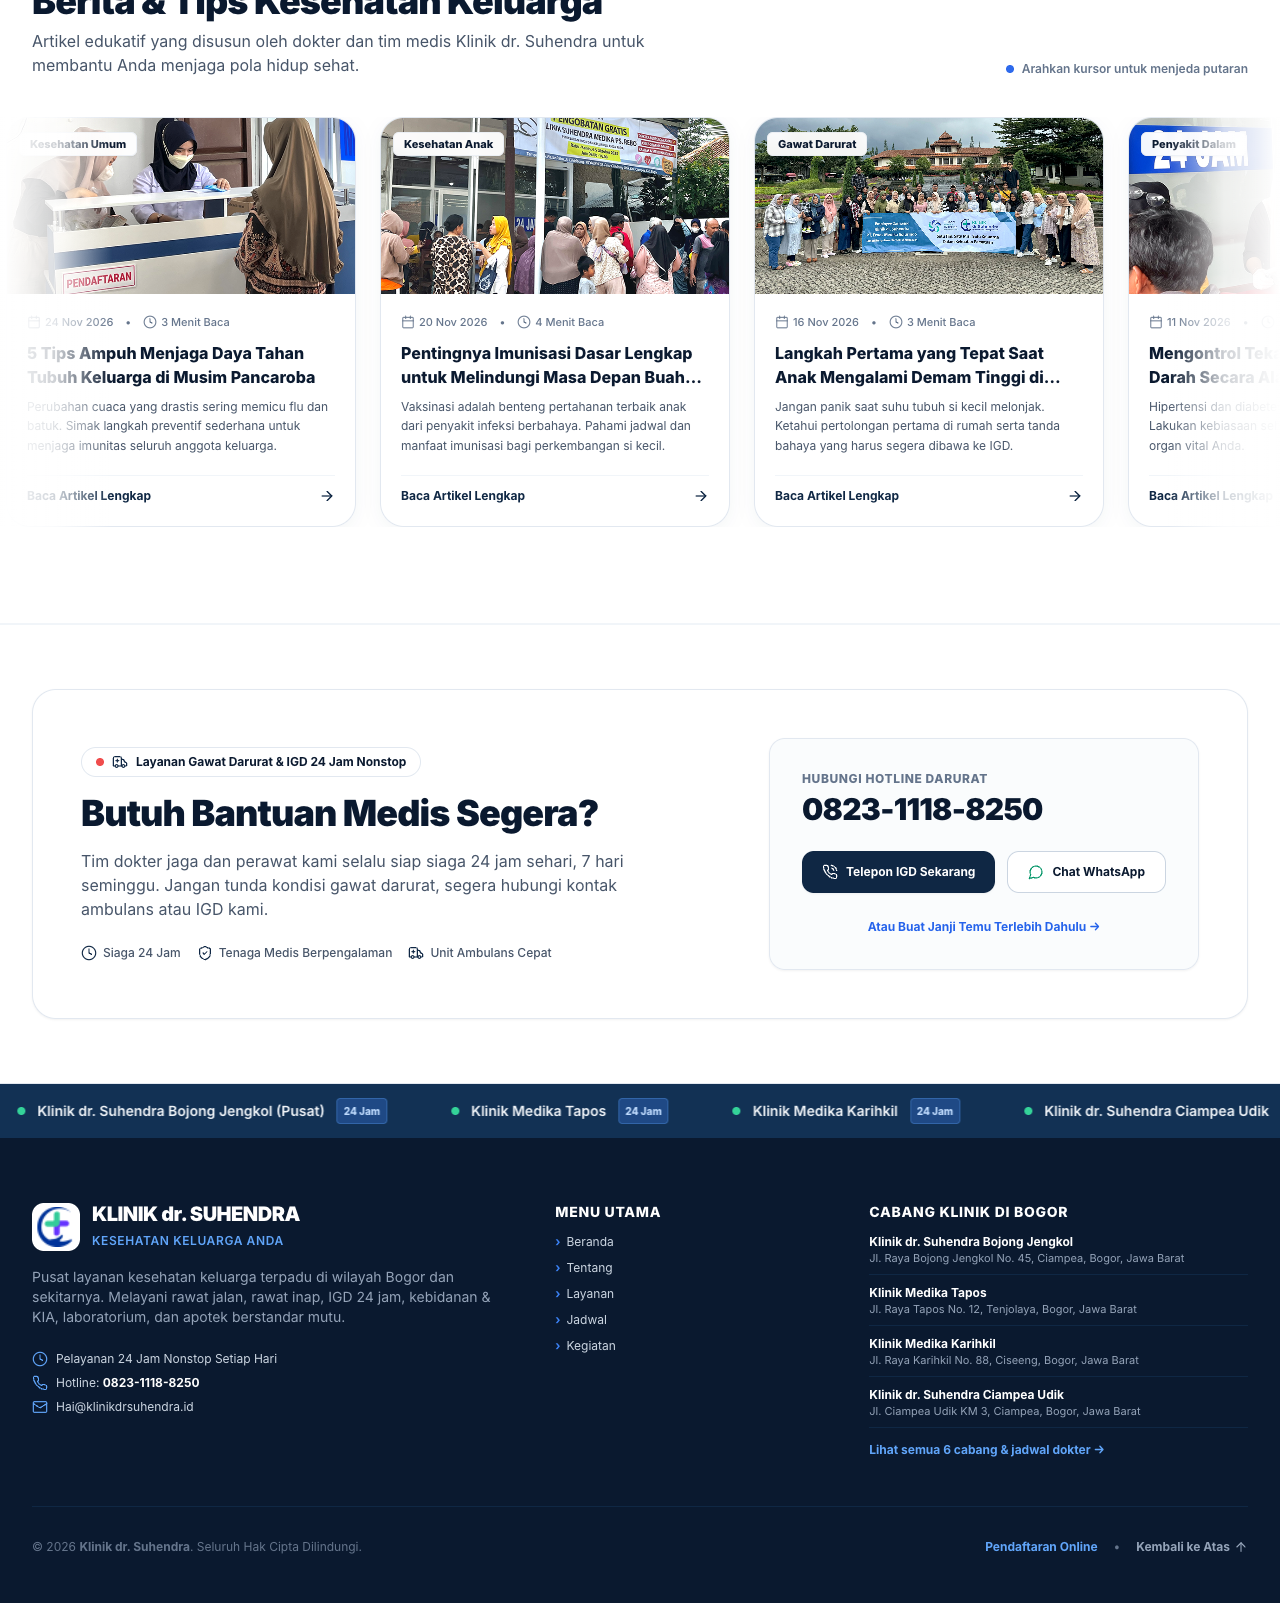 Berita & Tips Kesehatan Keluarga
Artikel edukatif yang disusun oleh dokter dan tim medis Klinik dr. Suhendra untuk
membantu Anda menjaga pola hidup sehat.
Arahkan kursor untuk menjeda putaran
Kesehatan Umum
PENDAFTARAN
24 Nov 2026 • 3 Menit Baca
5 Tips Ampuh Menjaga Daya Tahan
Tubuh Keluarga di Musim Pancaroba
Perubahan cuaca yang drastis sering memicu flu dan
batuk. Simak langkah preventif sederhana untuk
menjaga imunitas seluruh anggota keluarga.
Baca Artikel Lengkap
Kesehatan Anak
PENGOBATAN GRATIS
24 JA
20 Nov 2026 • 4 Menit Baca
Pentingnya Imunisasi Dasar Lengkap
untuk Melindungi Masa Depan Buah...
Vaksinasi adalah benteng pertahanan terbaik anak
dari penyakit infeksi berbahaya. Pahami jadwal dan
manfaat imunisasi bagi perkembangan si kecil.
Baca Artikel Lengkap
Gawat Darurat
16 Nov 2026 • 3 Menit Baca
Langkah Pertama yang Tepat Saat
Anak Mengalami Demam Tinggi di...
Jangan panik saat suhu tubuh si kecil melonjak.
Ketahui pertolongan pertama di rumah serta tanda
bahaya yang harus segera dibawa ke IGD.
Baca Artikel Lengkap
Penyakit Dalam
24 JAM
11 Nov 2026 •
Mengontrol Tek
Darah Secara Al
Hipertensi dan diabe
Lakukan kebiasaan
organ vital Anda.
Baca Artikel Lengkap
Layanan Gawat Darurat & IGD 24 Jam Nonstop
Butuh Bantuan Medis Segera?
Tim dokter jaga dan perawat kami selalu siap siaga 24 jam sehari, 7 hari
seminggu. Jangan tunda kondisi gawat darurat, segera hubungi kontak
ambulans atau IGD kami.
Siaga 24 Jam Tenaga Medis Berpengalaman Unit Ambulans Cepat
HUBUNGI HOTLINE DARURAT
0823-1118-8250
Telepon IGD Sekarang Chat WhatsApp
Atau Buat Janji Temu Terlebih Dahulu →
Klinik dr. Suhendra Bojong Jengkol (Pusat) 24 Jam Klinik Medika Tapos 24 Jam Klinik Medika Karihkil 24 Jam Klinik dr. Suhendra Ciampea Udik
KLINIK dr. SUHENDRA
KESEHATAN KELUARGA ANDA
Pusat layanan kesehatan keluarga terpadu di wilayah Bogor dan
sekitarnya. Melayani rawat jalan, rawat inap, IGD 24 jam, kebidanan &
KIA, laboratorium, dan apotek berstandar mutu.
Pelayanan 24 Jam Nonstop Setiap Hari
Hotline: 0823-1118-8250
Hai@klinikdrsuhendra.id
MENU UTAMA
› Beranda
› Tentang
› Layanan
› Jadwal
› Kegiatan
CABANG KLINIK DI BOGOR
Klinik dr. Suhendra Bojong Jengkol
Jl. Raya Bojong Jengkol No. 45, Ciampea, Bogor, Jawa Barat
Klinik Medika Tapos
Jl. Raya Tapos No. 12, Tenjolaya, Bogor, Jawa Barat
Klinik Medika Karihkil
Jl. Raya Karihkil No. 88, Ciseeng, Bogor, Jawa Barat
Klinik dr. Suhendra Ciampea Udik
Jl. Ciampea Udik KM 3, Ciampea, Bogor, Jawa Barat
Lihat semua 6 cabang & jadwal dokter →
© 2026 Klinik dr. Suhendra. Seluruh Hak Cipta Dilindungi.
Pendaftaran Online • Kembali ke Atas ↑